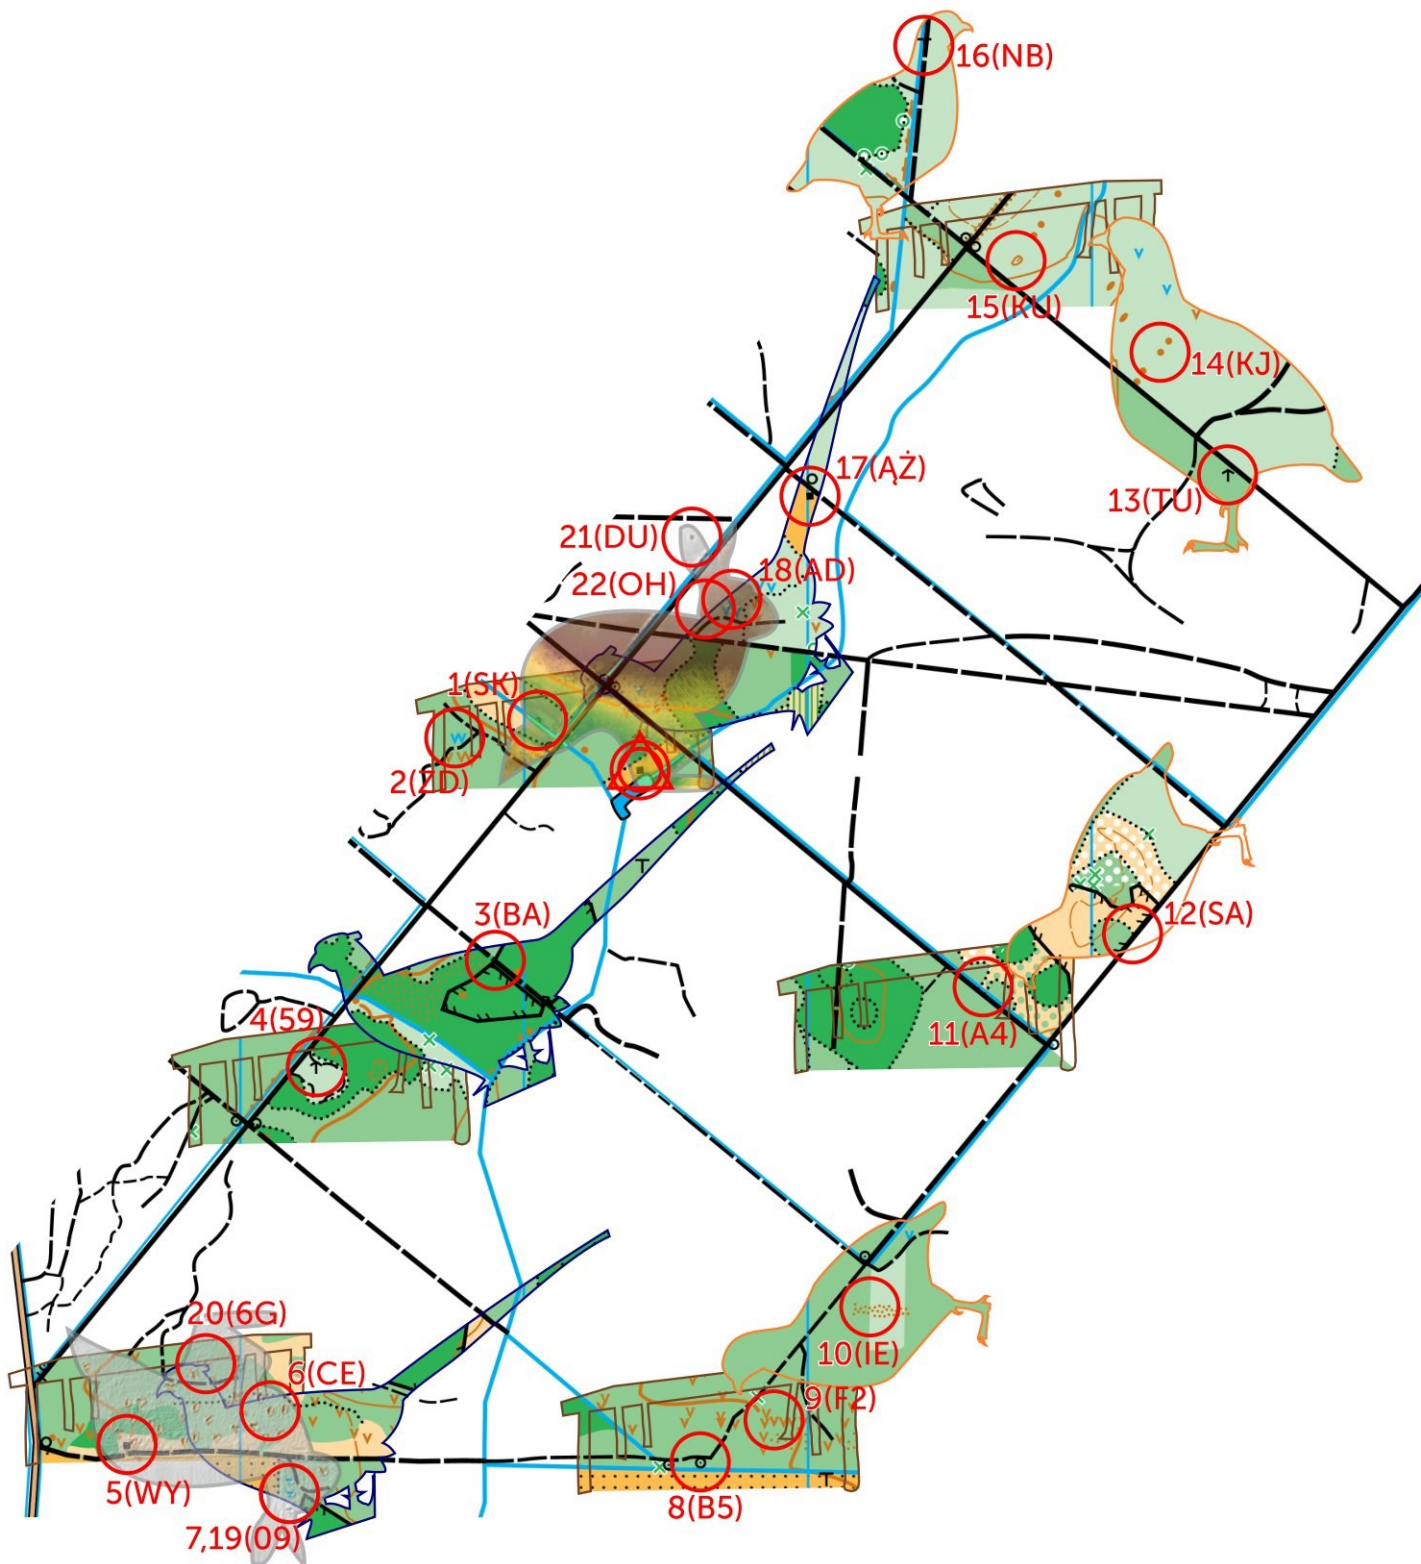 16(NB)
15(KU)
14(KJ)
17(ĄŻ)
13(TU)
21(DU)
18(AD)
22(OH)
1(SK)
2(ŻD)
3(BA)
12(SA)
4(59)
11(A4)
20(6G)
6(CE)
10(IE)
9(F2)
5(WY)
8(B5)
7,19(09)